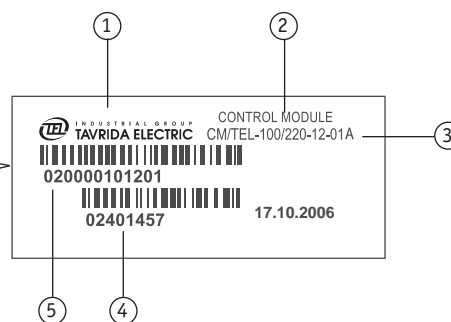 1
2
TEL INDUSTRIAL GROUP
TAVRIDA ELECTRIC
CONTROL MODULE
CM/TEL-100/220-12-01A
3
020000101201
02401457
17.10.2006
5
4